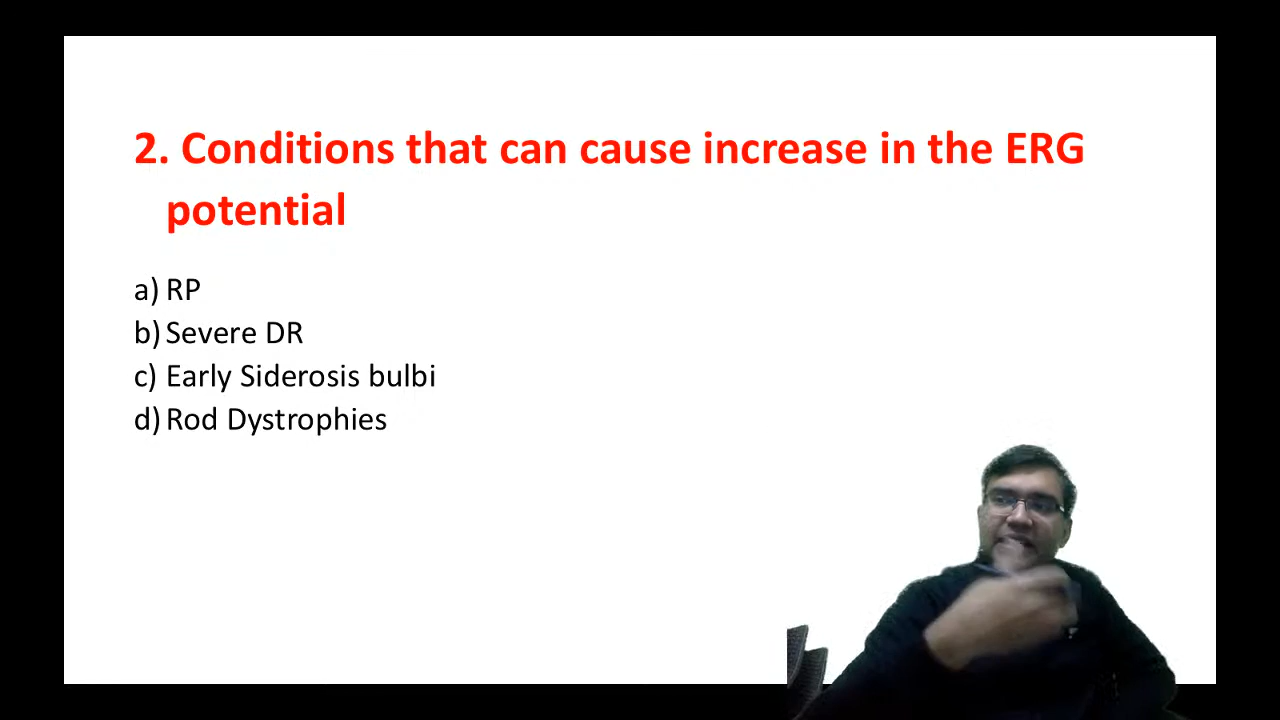 2. Conditions that can cause increase in the ERG
potential
a) RP
b) Severe DR
c) Early Siderosis bulbi
d) Rod Dystrophies